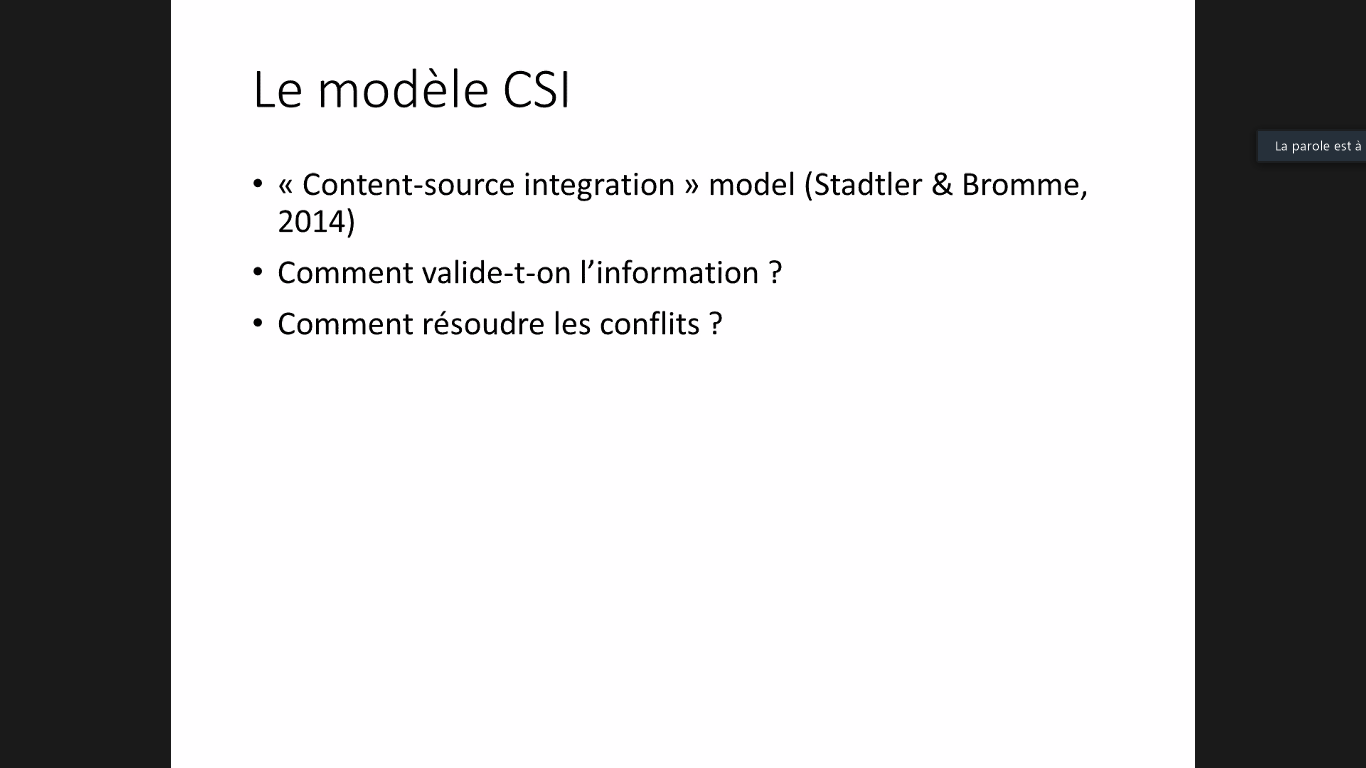 Le modèle CSI
• « Content-source integration » model (Stadtler & Bromme,
2014)
• Comment valide-t-on l’information ?
• Comment résoudre les conflits ?
La parole est à